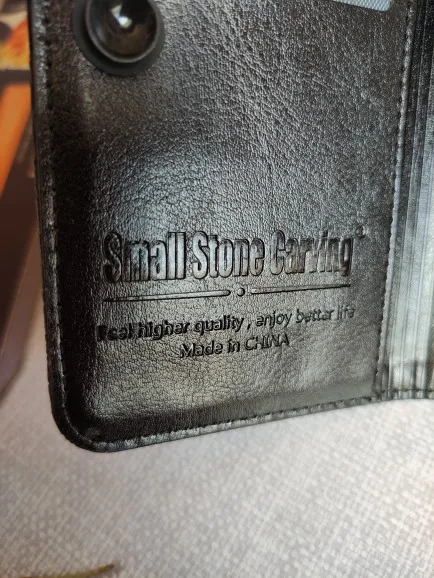 Small Stone Carving®
Feel higher quality , enjoy better life
Made in CHINA